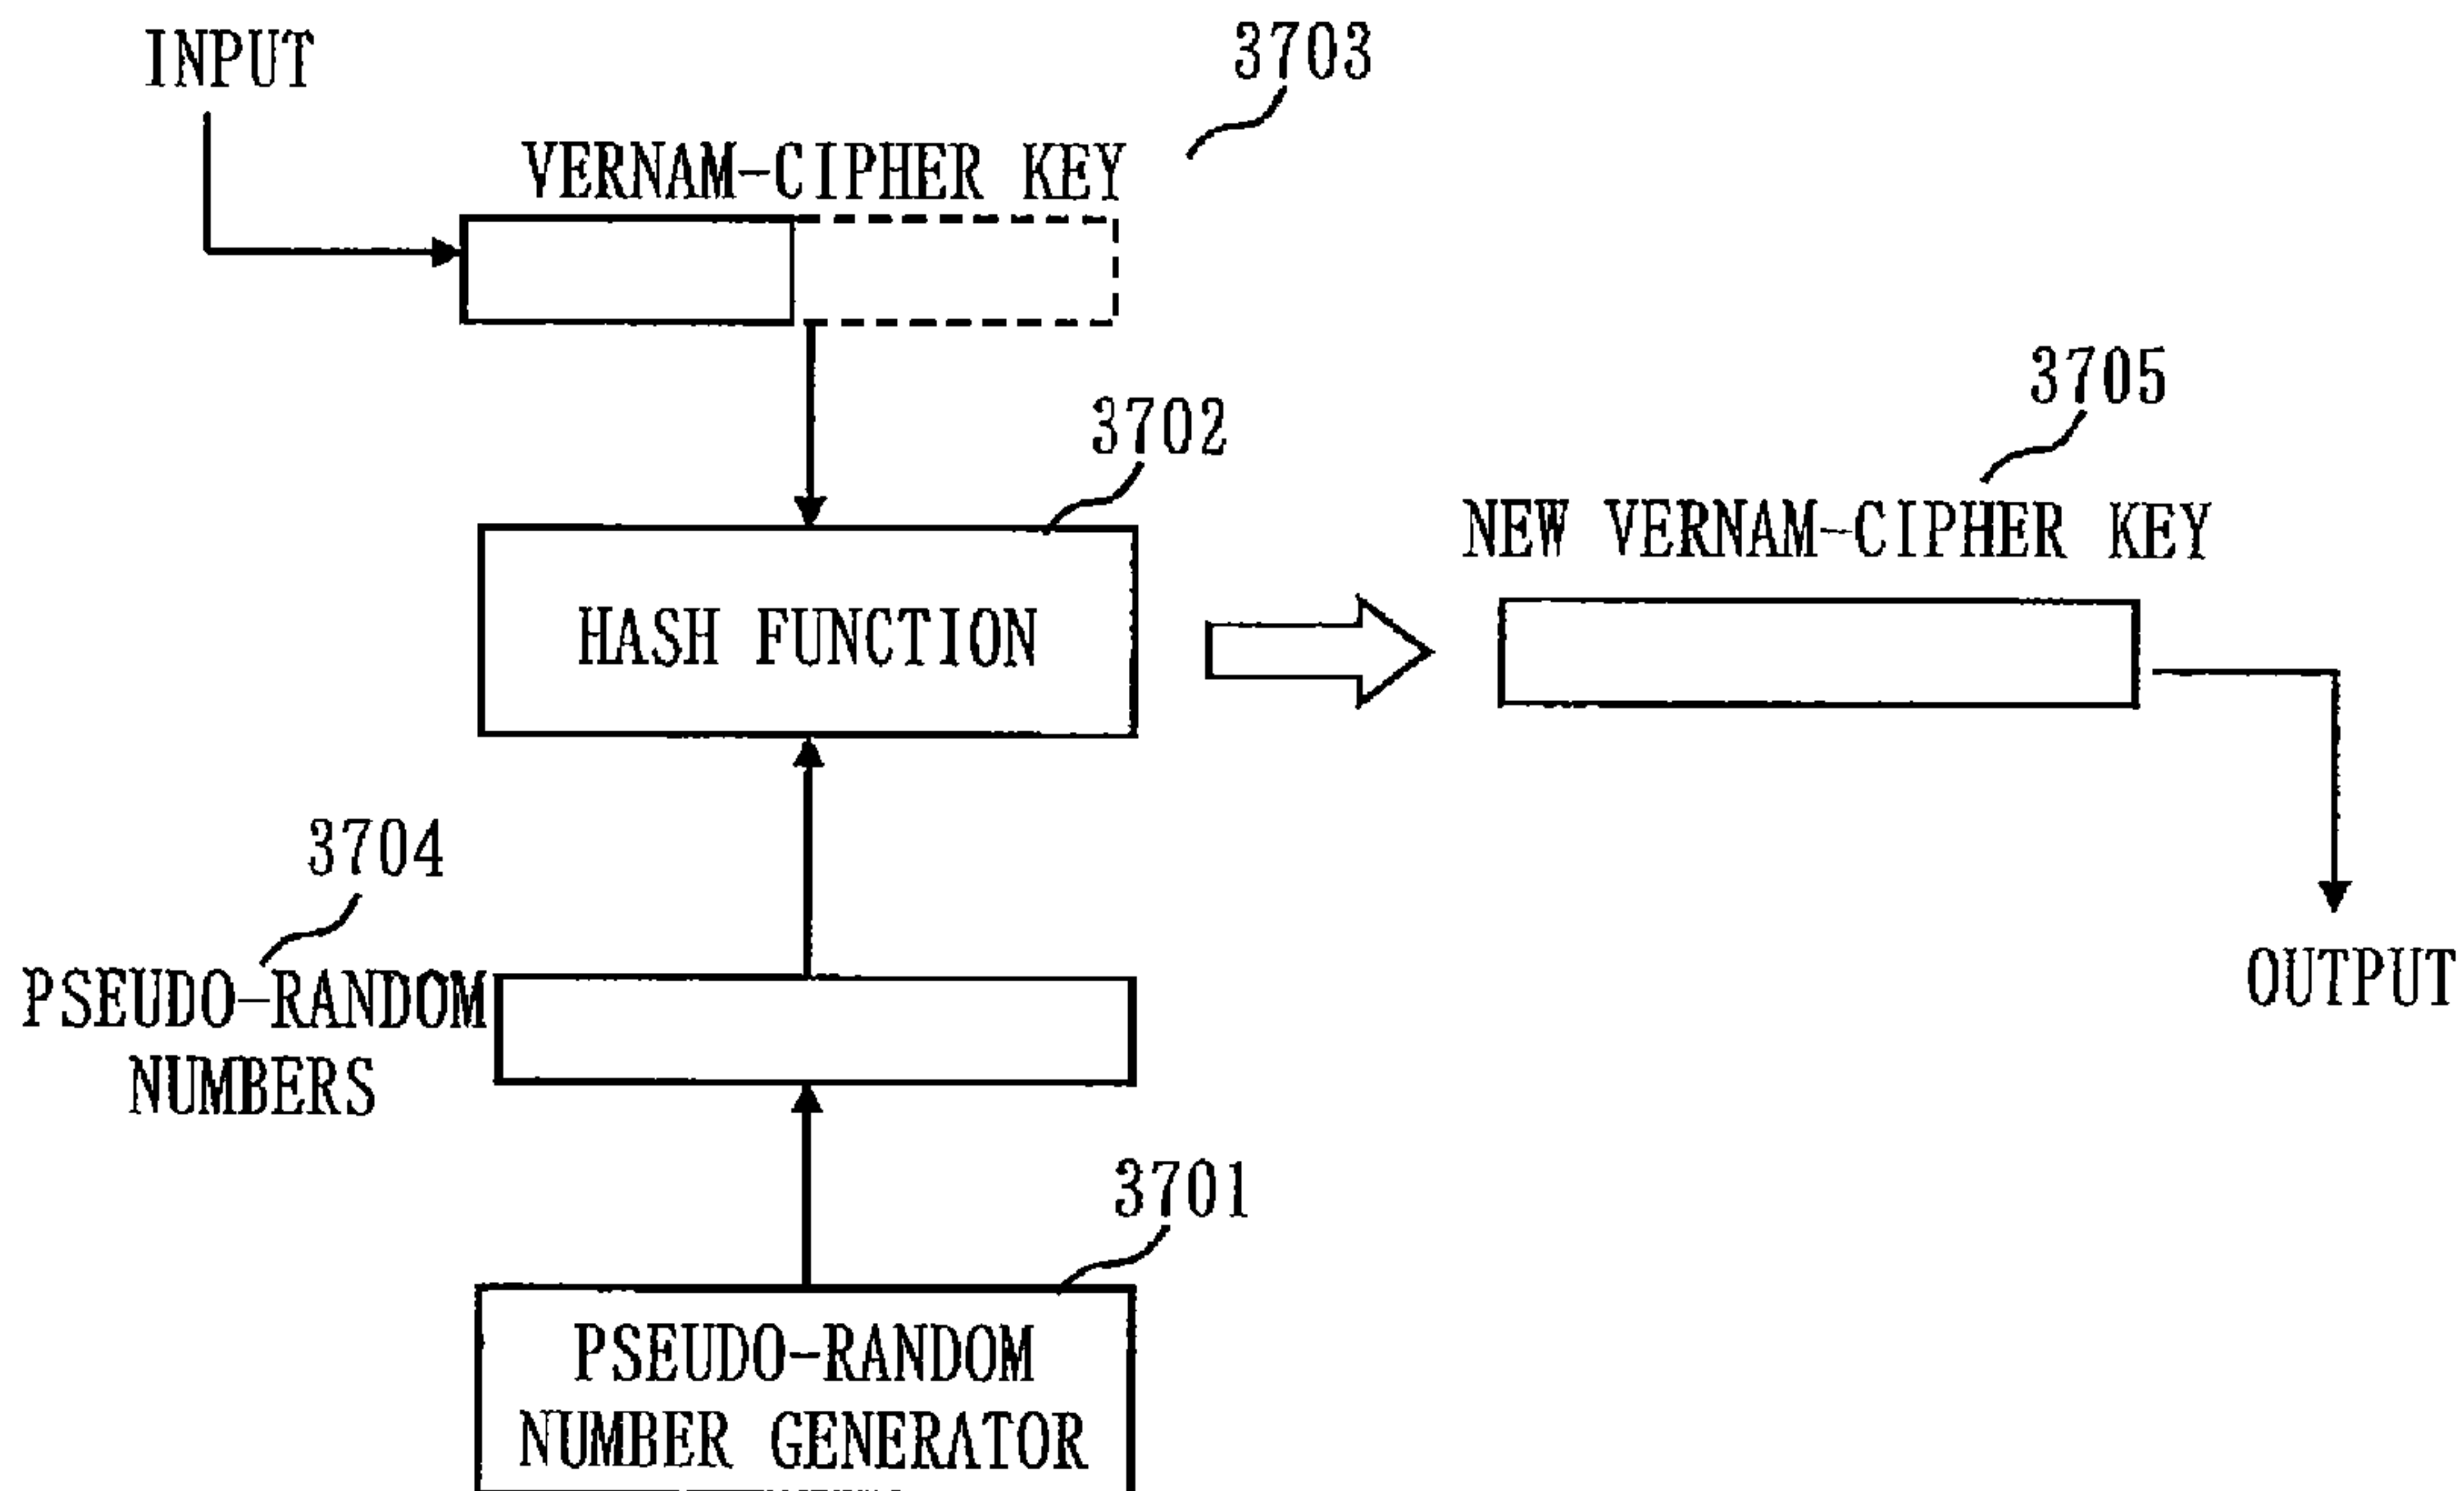 INPUT
3703
VERNAM-CIPHER KEY
3702
3705
HASH FUNCTION
NEW VERNAM-CIPHER KEY
3704
PSEUDO-RANDOM
NUMBERS
OUTPUT
3701
PSEUDO-RANDOM
NUMBER GENERATOR